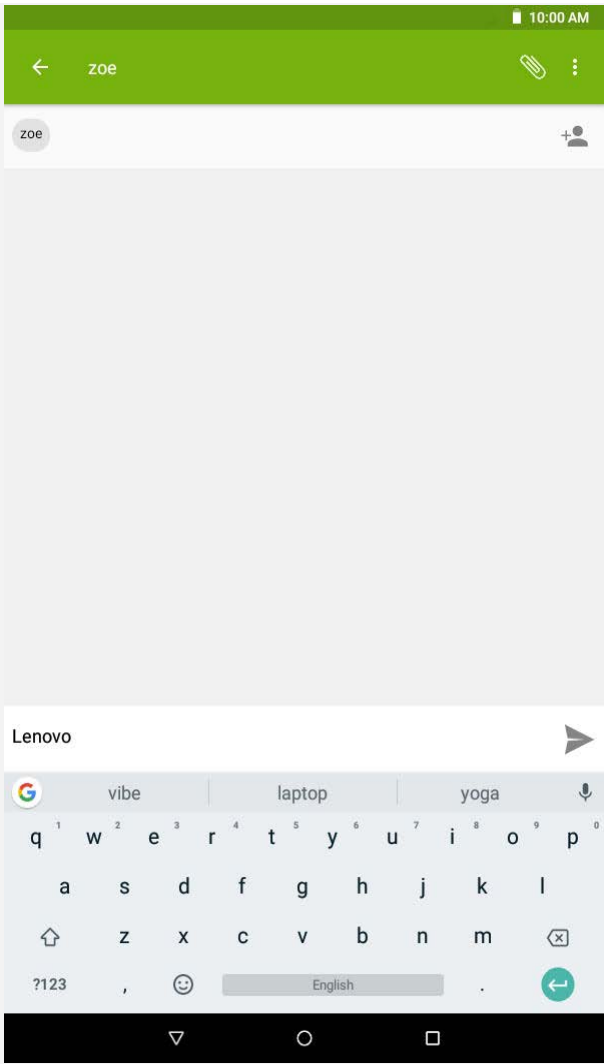 10:00 AM
zoe
zoe
Lenovo
vibe laptop yoga
q 1 w 2 e 3 r 4 t 5 y 6 u 7 i 8 o 9 p 0
a s d f g h j k l
z x c v b n m
?123 , English .